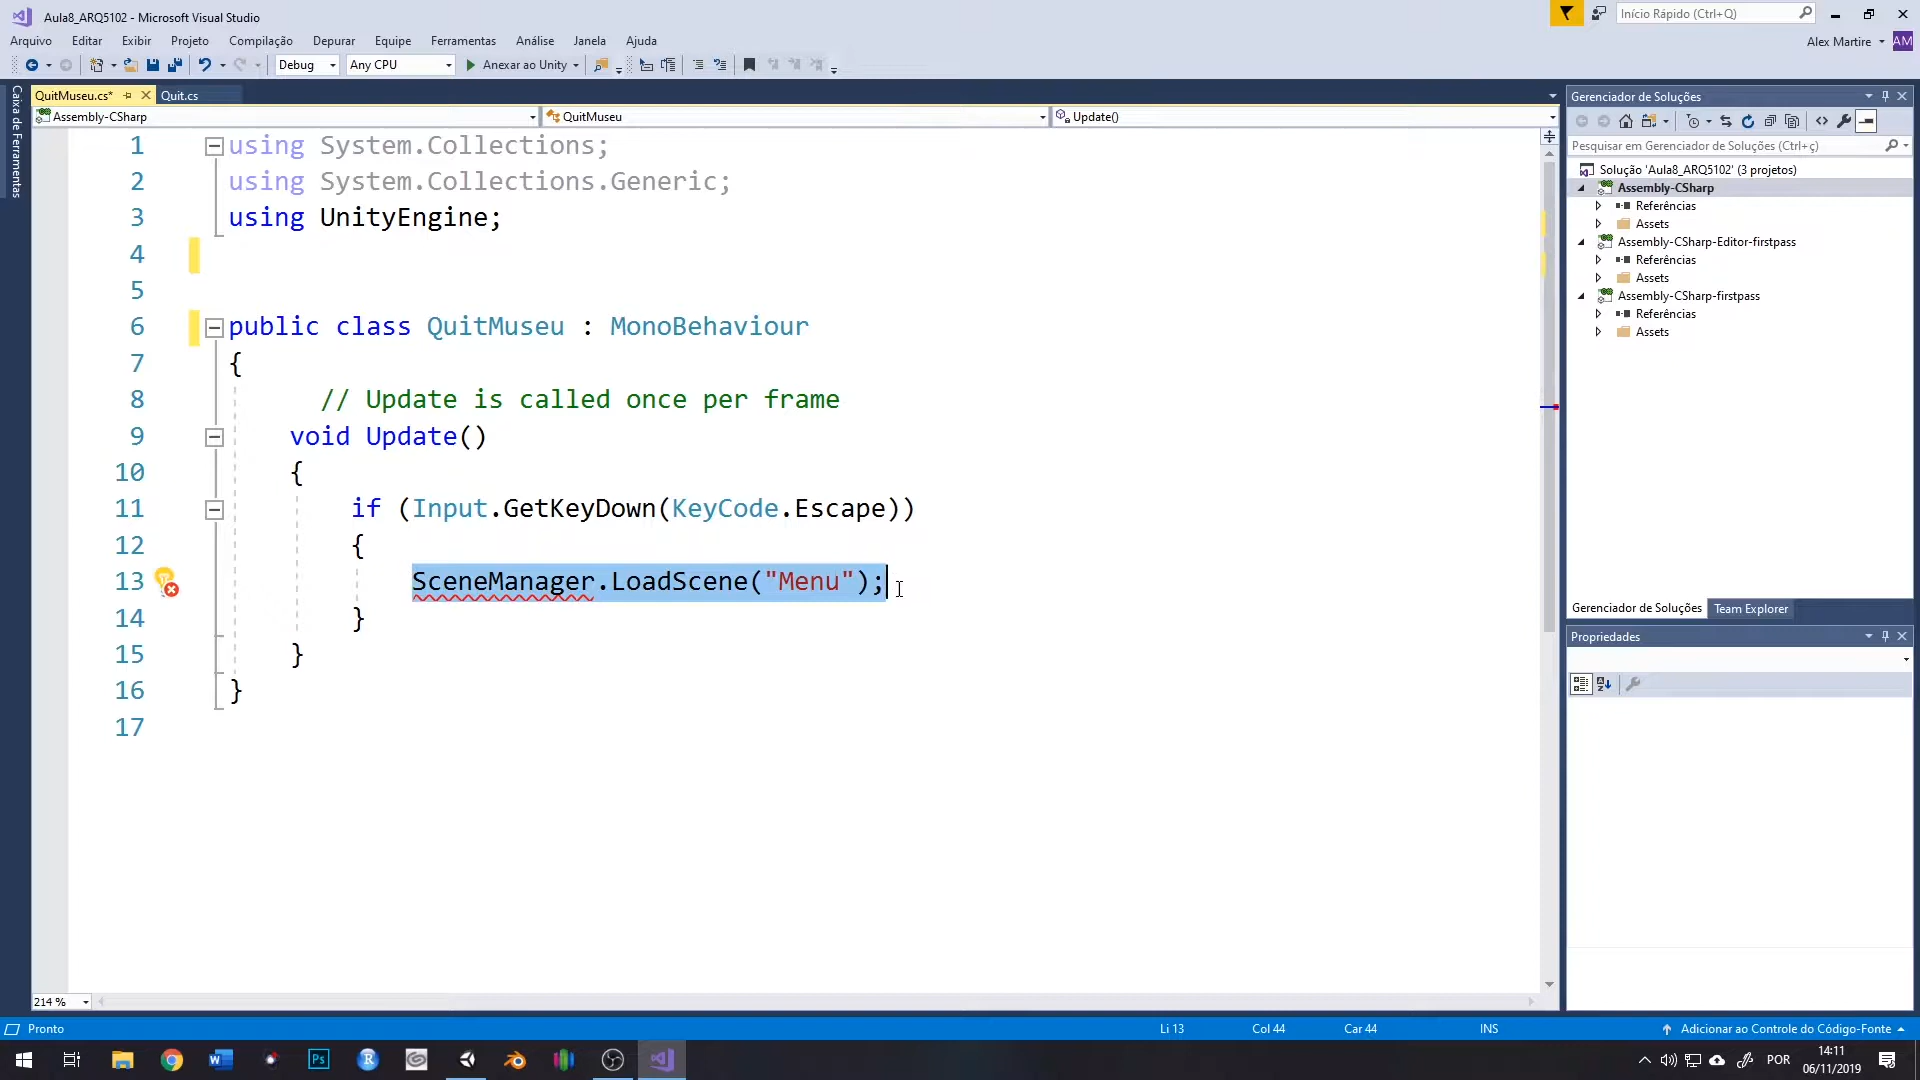 Aula8_ARQ5102 - Microsoft Visual Studio
Início Rápido (Ctrl+Q)
Arquivo Editar Exibir Projeto Compilação Depurar Equipe Ferramentas Análise Janela Ajuda
Alex Martire AM
Debug Any CPU Anexar ao Unity
Caixa de Ferramentas
QuitMuseu.cs* Quit.cs
Assembly-CSharp QuitMuseu Update()
1 using System.Collections;
2 using System.Collections.Generic;
3 using UnityEngine;
4
5
6 public class QuitMuseu : MonoBehaviour
7 {
8 // Update is called once per frame
9 void Update()
10 {
11 if (Input.GetKeyDown(KeyCode.Escape))
12 {
13 SceneManager.LoadScene("Menu");
14 }
15 }
16 }
17
214 %
Gerenciador de Soluções
Pesquisar em Gerenciador de Soluções (Ctrl+ç)
Solução 'Aula8_ARQ5102' (3 projetos)
Assembly-CSharp
Referências
Assets
Assembly-CSharp-Editor-firstpass
Referências
Assets
Assembly-CSharp-firstpass
Referências
Assets
Gerenciador de Soluções Team Explorer
Propriedades
Pronto Li 13 Col 44 Car 44 INS Adicionar ao Controle do Código-Fonte
POR 14:11
06/11/2019